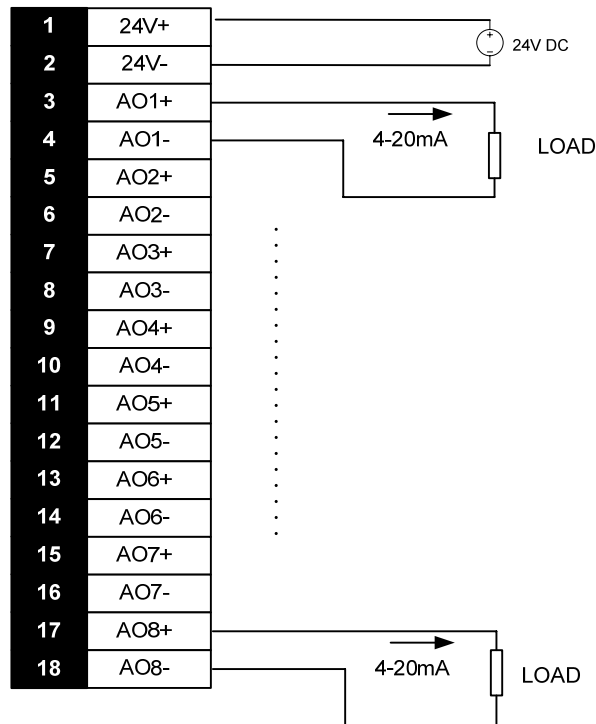 1 24V+
2 24V-
24V DC
3 AO1+
4 AO1-
4-20mA
LOAD
5 AO2+
6 AO2-
7 AO3+
8 AO3-
9 AO4+
10 AO4-
11 AO5+
12 AO5-
13 AO6+
14 AO6-
15 AO7+
16 AO7-
17 AO8+
18 AO8-
4-20mA
LOAD